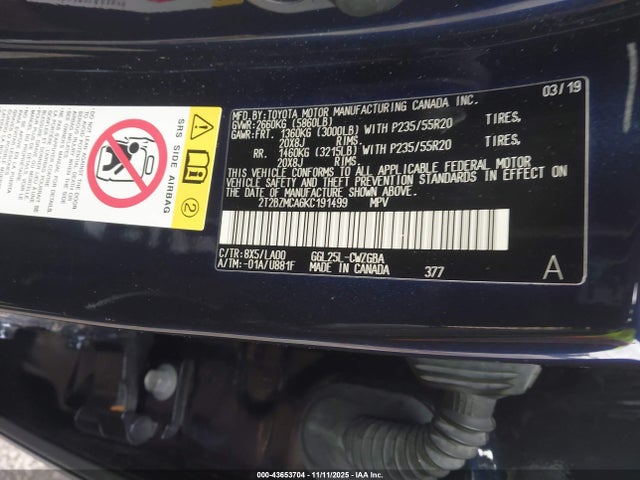 MFD. BY: TOYOTA MOTOR MANUFACTURING CANADA INC. 03/19
GVWR: 2660KG (5860LB)
GAWR: FRT. 1360KG (3000LB) WITH P235/55R20 TIRES,
20X8J RIMS.
RR. 1460KG (3215LB) WITH P235/55R20 TIRES,
20X8J RIMS.
THIS VEHICLE CONFORMS TO ALL APPLICABLE FEDERAL MOTOR
VEHICLE SAFETY AND THEFT PREVENTION STANDARDS IN EFFECT ON
THE DATE OF MANUFACTURE SHOWN ABOVE.
2T2BZMCA6KC191499 MPV
C/TR: 8X5/LA00 GGL25L-CWZGBA
A/TM: -01A/U881F MADE IN CANADA 377 A
SRS SIDE AIRBAG
000-43653704 - 11/11/2025 - IAA Inc.